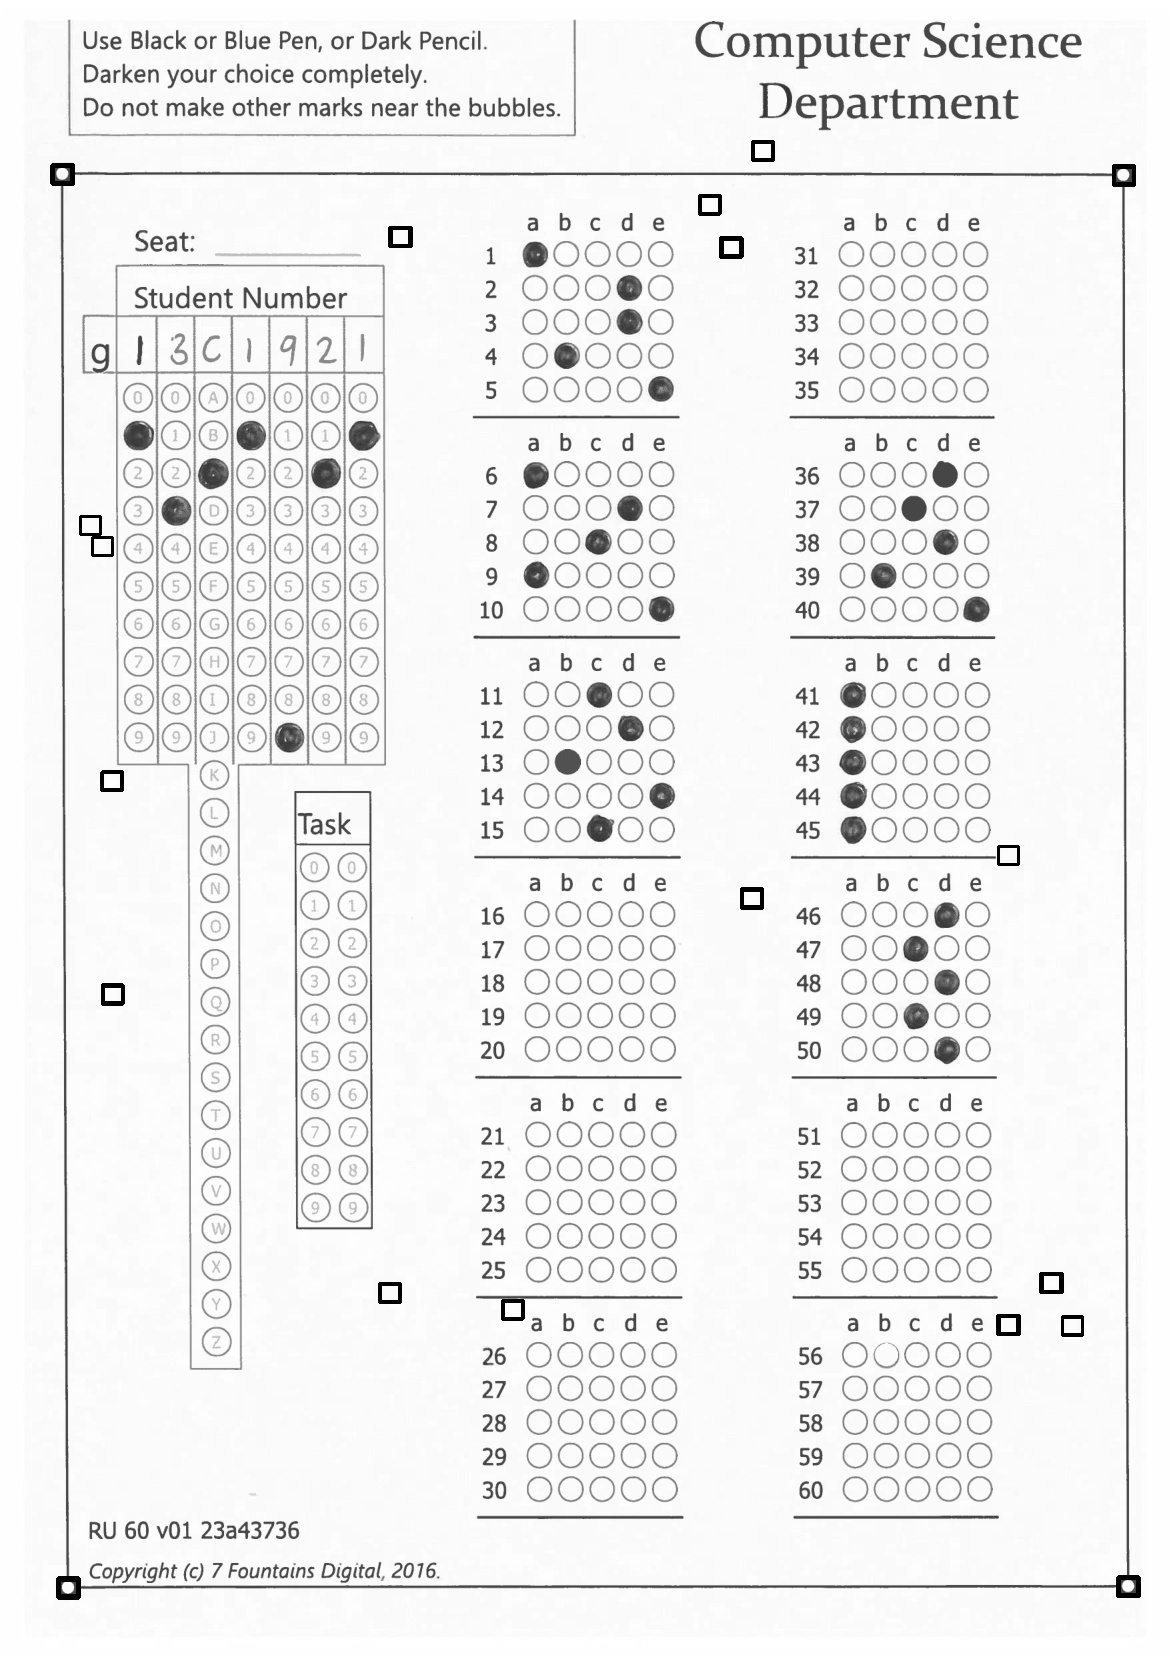 Use Black or Blue Pen, or Dark Pencil.
Darken your choice completely.
Do not make other marks near the bubbles.
Computer Science
Department
Seat:
Student Number
g 1 3 C 1 9 2 1
0 0 A 0 0 0 0
1 B 1 1
2 2 2 2 2
3 D 3 3 3 3
4 4 E 4 4 4 4
5 5 F 5 5 5 5
6 6 G 6 6 6 6
7 7 H 7 7 7 7
8 8 I 8 8 8 8
9 9 J 9 9 9
K
L
M
N
O
P
Q
R
S
T
U
V
W
X
Y
Z
Task
0 0
1 1
2 2
3 3
4 4
5 5
6 6
7 7
8 8
9 9
a b c d e
1
2
3
4
5
a b c d e
6
7
8
9
10
a b c d e
11
12
13
14
15
a b c d e
16
17
18
19
20
a b c d e
21
22
23
24
25
a b c d e
26
27
28
29
30
a b c d e
31
32
33
34
35
a b c d e
36
37
38
39
40
a b c d e
41
42
43
44
45
a b c d e
46
47
48
49
50
a b c d e
51
52
53
54
55
a b c d e
56
57
58
59
60
RU 60 v01 23a43736
Copyright (c) 7 Fountains Digital, 2016.